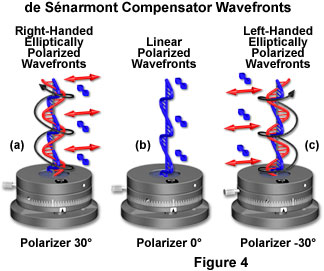 de Sénarmont Compensator Wavefronts
Right-Handed
Elliptically
Polarized
Wavefronts
Linear
Polarized
Wavefronts
Left-Handed
Elliptically
Polarized
Wavefronts
(a)
(b)
(c)
Polarizer 30°
Polarizer 0°
Polarizer -30°
Figure 4